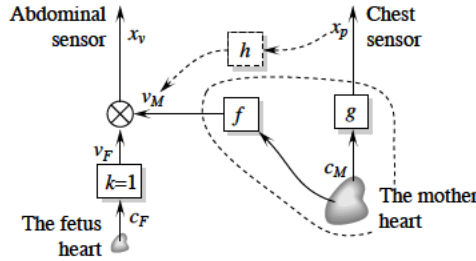 Abdominal
sensor
x_v
x_p
Chest
sensor
h
v_M
f
g
v_F
c_M
k=1
The fetus
heart
c_F
The mother
heart